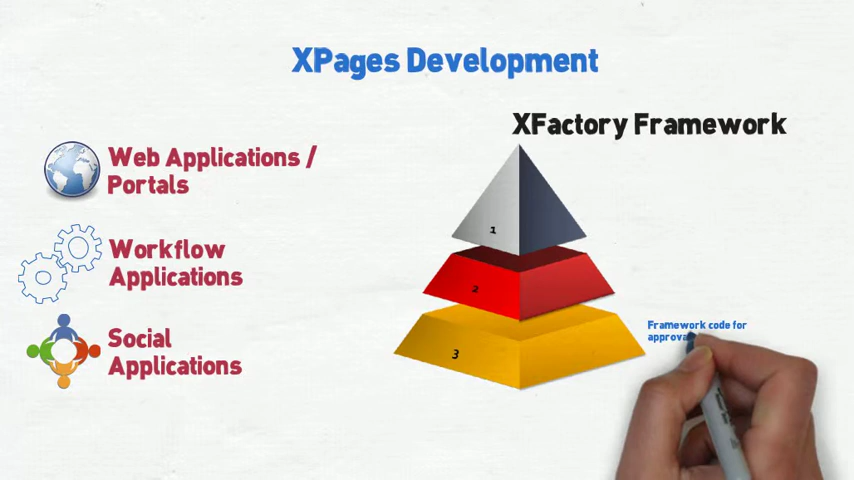 XPages Development
XFactory Framework
Web Applications /
Portals
Workflow
Applications
Social
Applications
1
2
3
Framework code for